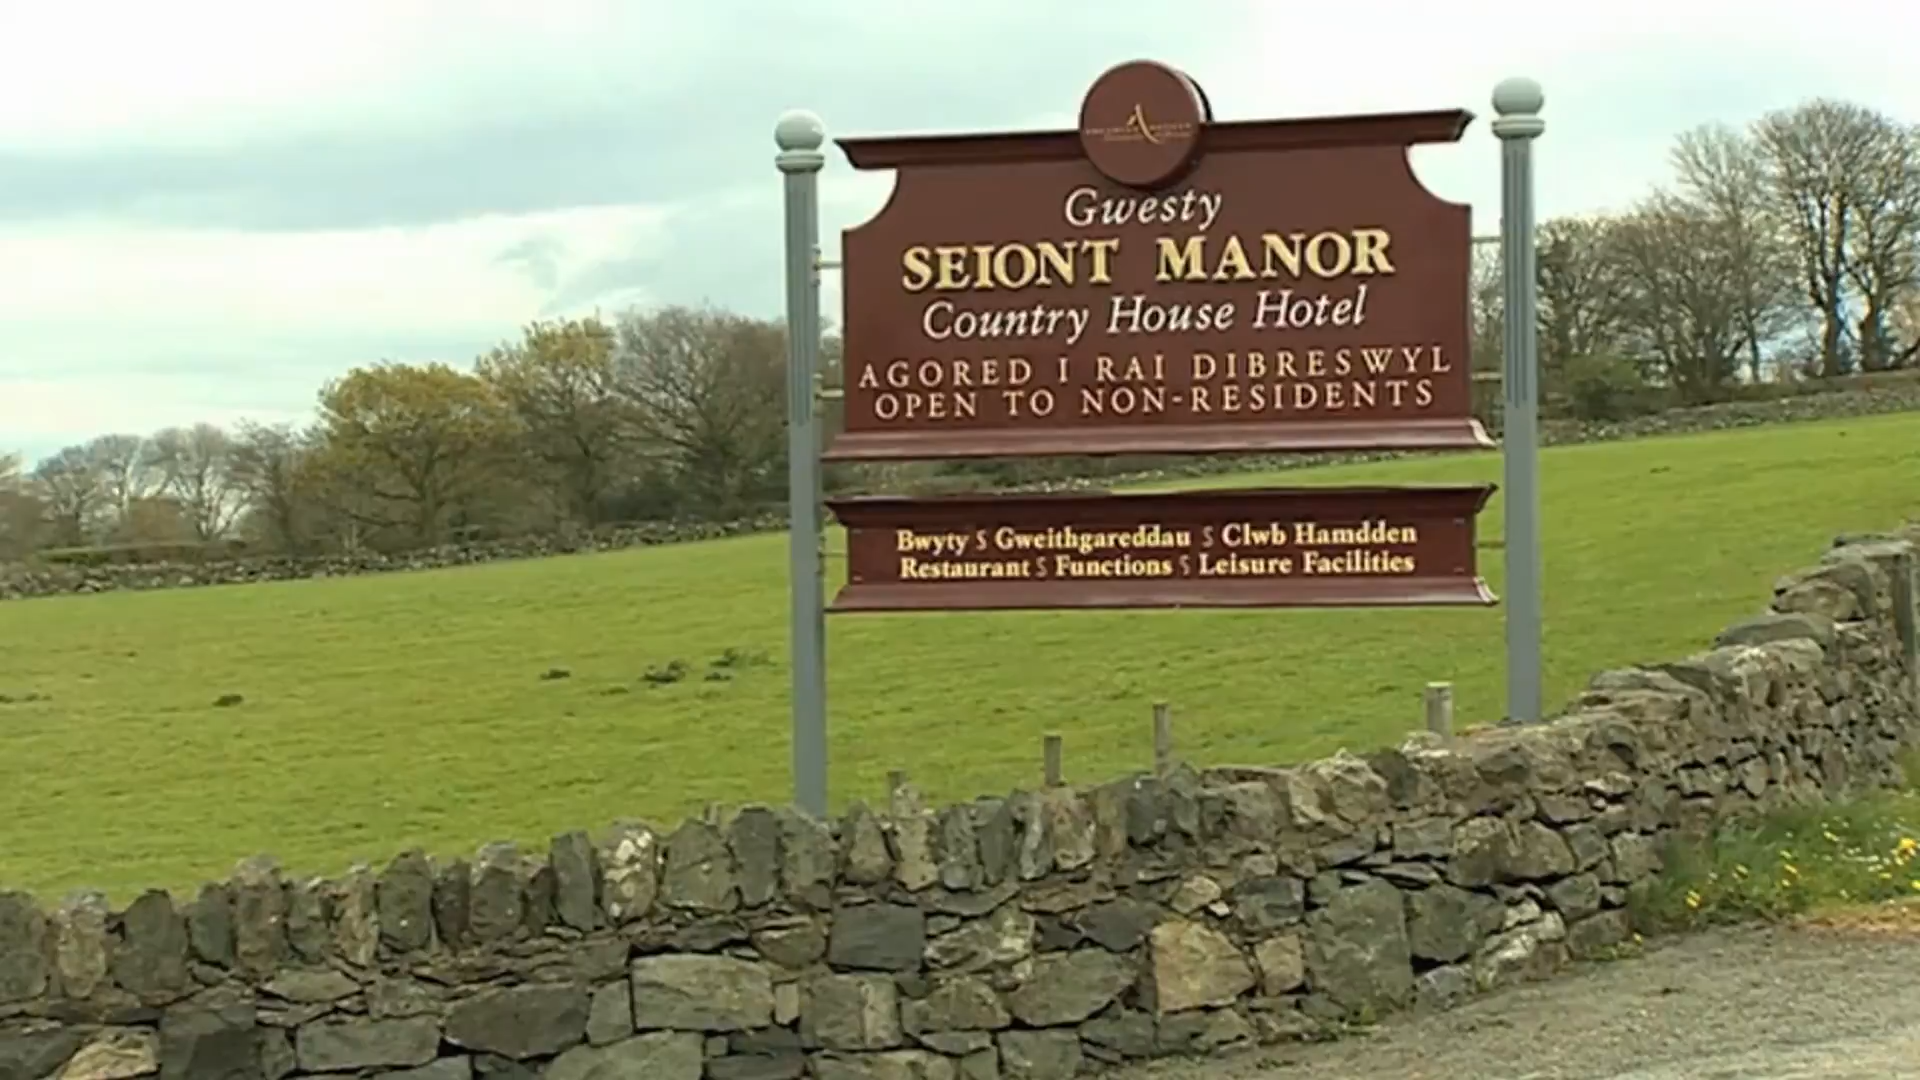 Gwesty
SEIONT MANOR
Country House Hotel
AGORED I RAI DIBRESWYL
OPEN TO NON-RESIDENTS
Bwyty Gweithgareddau Clwb Hamdden
Restaurant Functions Leisure Facilities